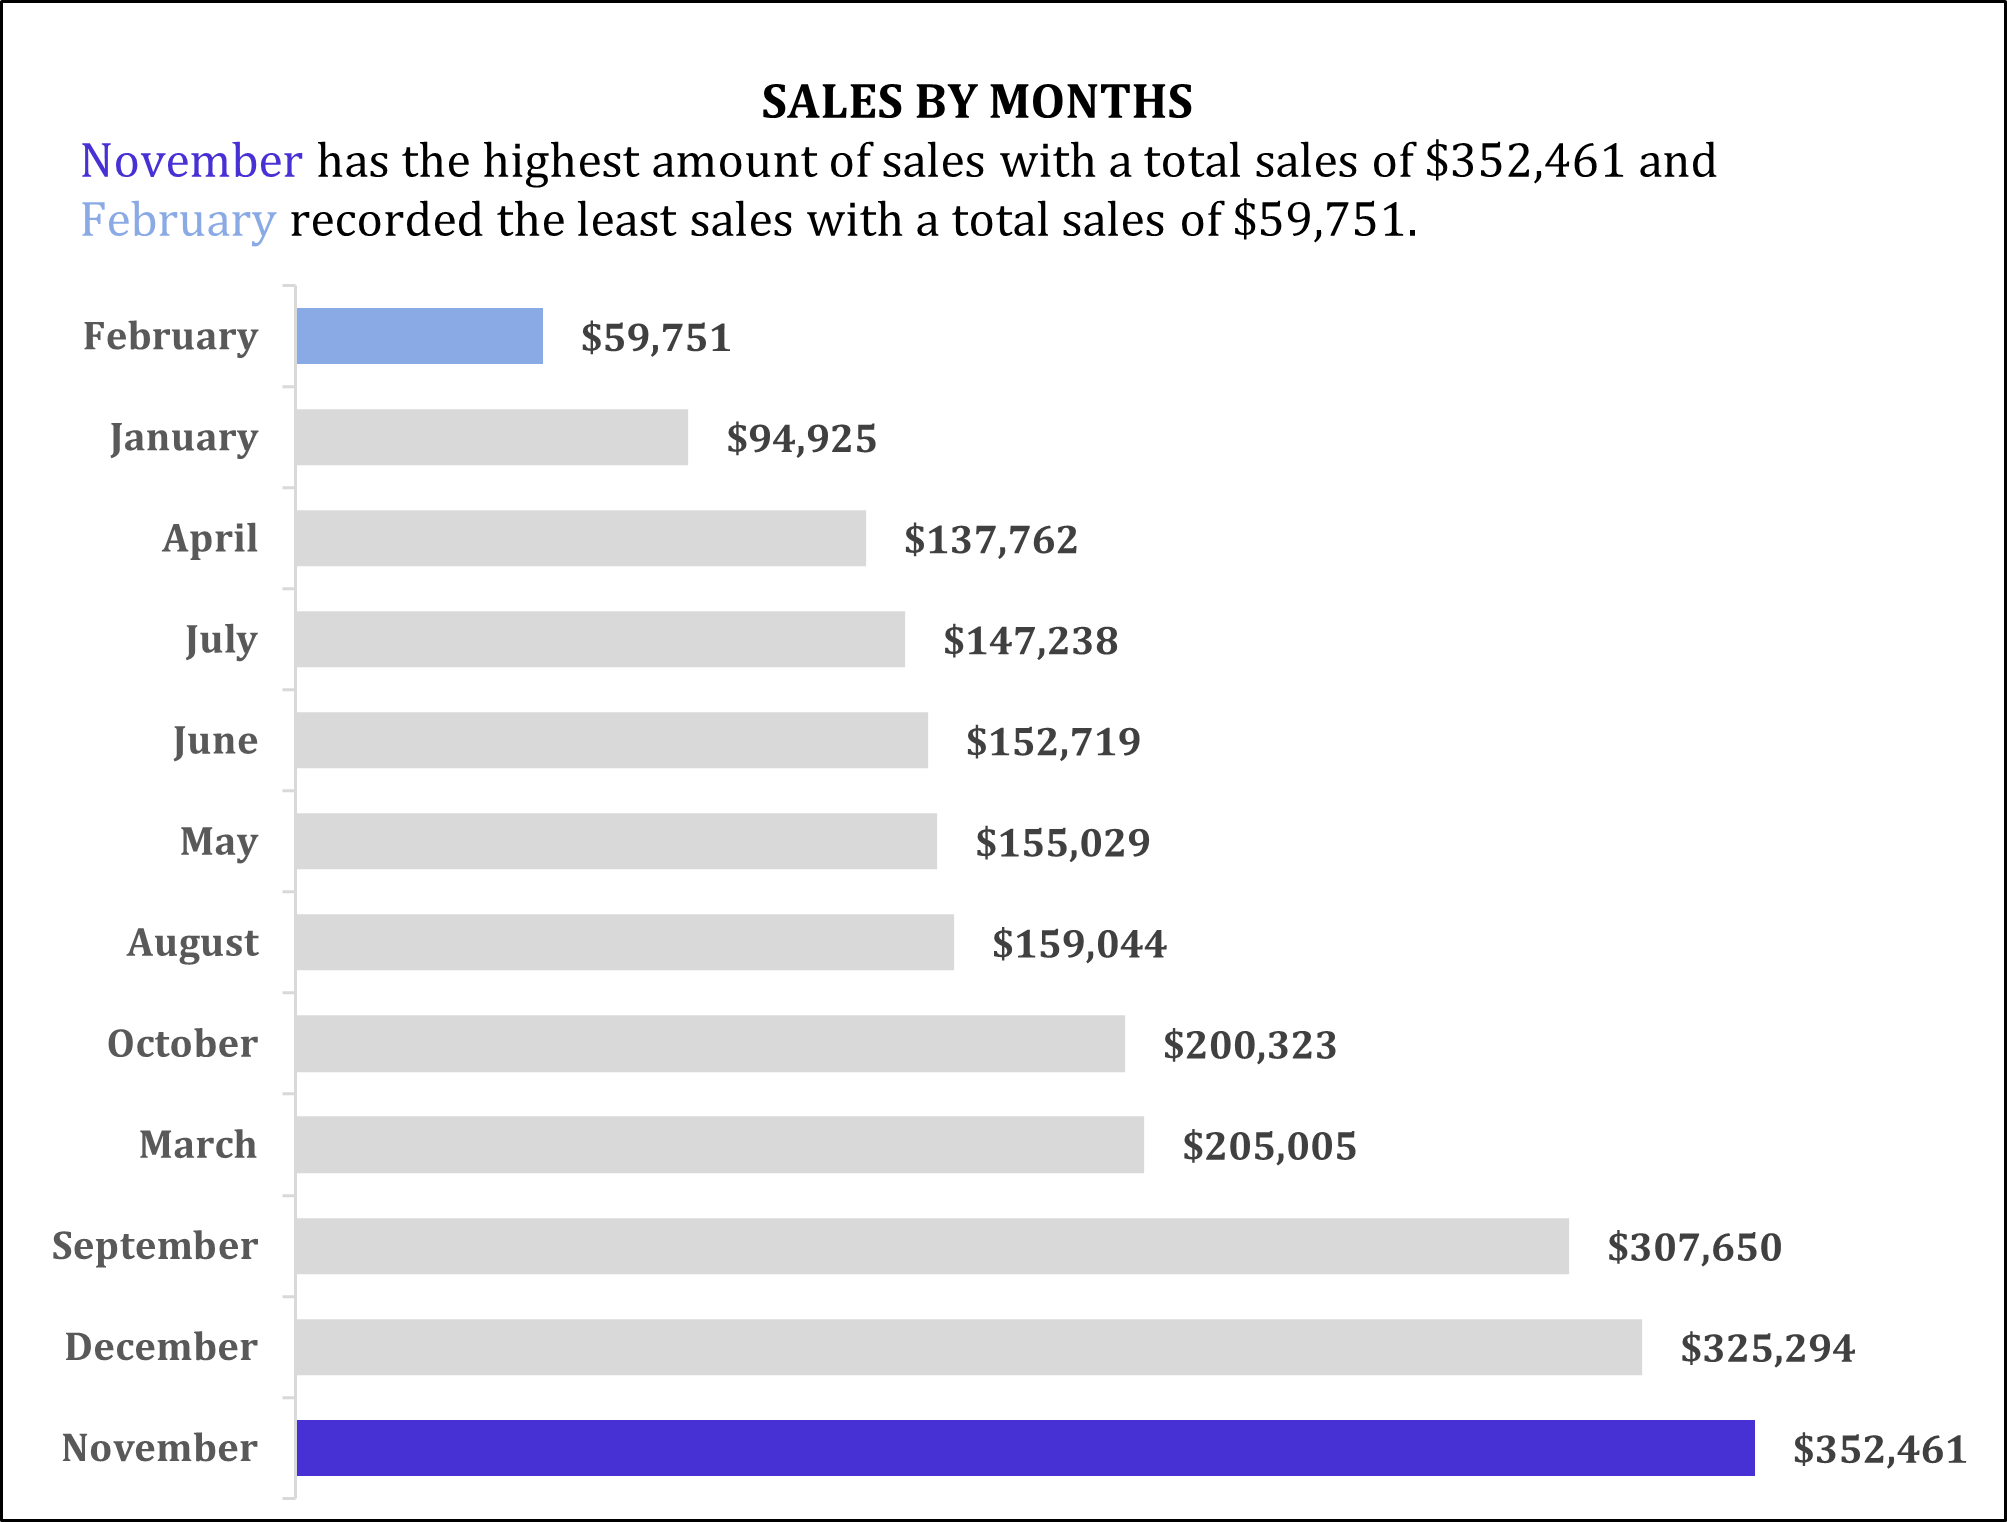 SALES BY MONTHS
November has the highest amount of sales with a total sales of $352,461 and
February recorded the least sales with a total sales of $59,751.
February $59,751
January $94,925
April $137,762
July $147,238
June $152,719
May $155,029
August $159,044
October $200,323
March $205,005
September $307,650
December $325,294
November $352,461